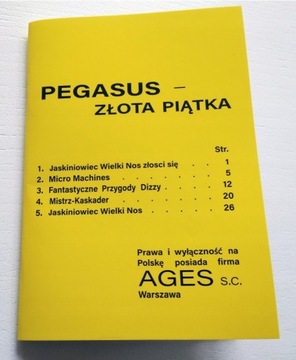 PEGASUS –
ZŁOTA PIĄTKA
Str.
1. Jaskiniowiec Wielki Nos złosci się . . 1
2. Micro Machines . . . . . . . 5
3. Fantastyczne Przygody Dizzy . . . . . 12
4. Mistrz-Kaskader . . . . . . . 20
5. Jaskiniowiec Wielki Nos . . . . . . 26
Prawa i wyłączność na
Polskę posiada firma
AGES S.C.
Warszawa